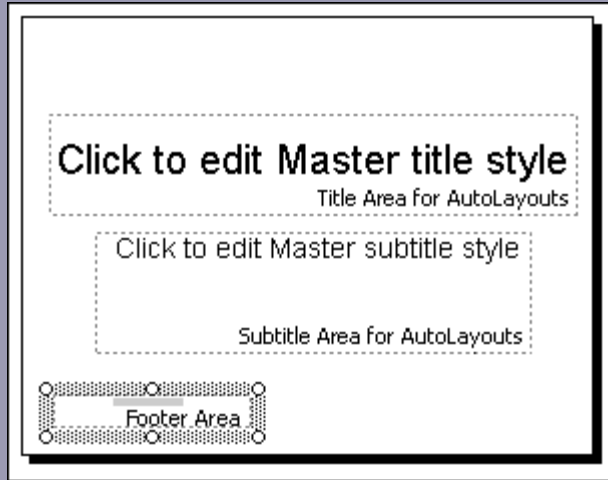 Click to edit Master title style
Title Area for AutoLayouts
Click to edit Master subtitle style
Subtitle Area for AutoLayouts
Footer Area